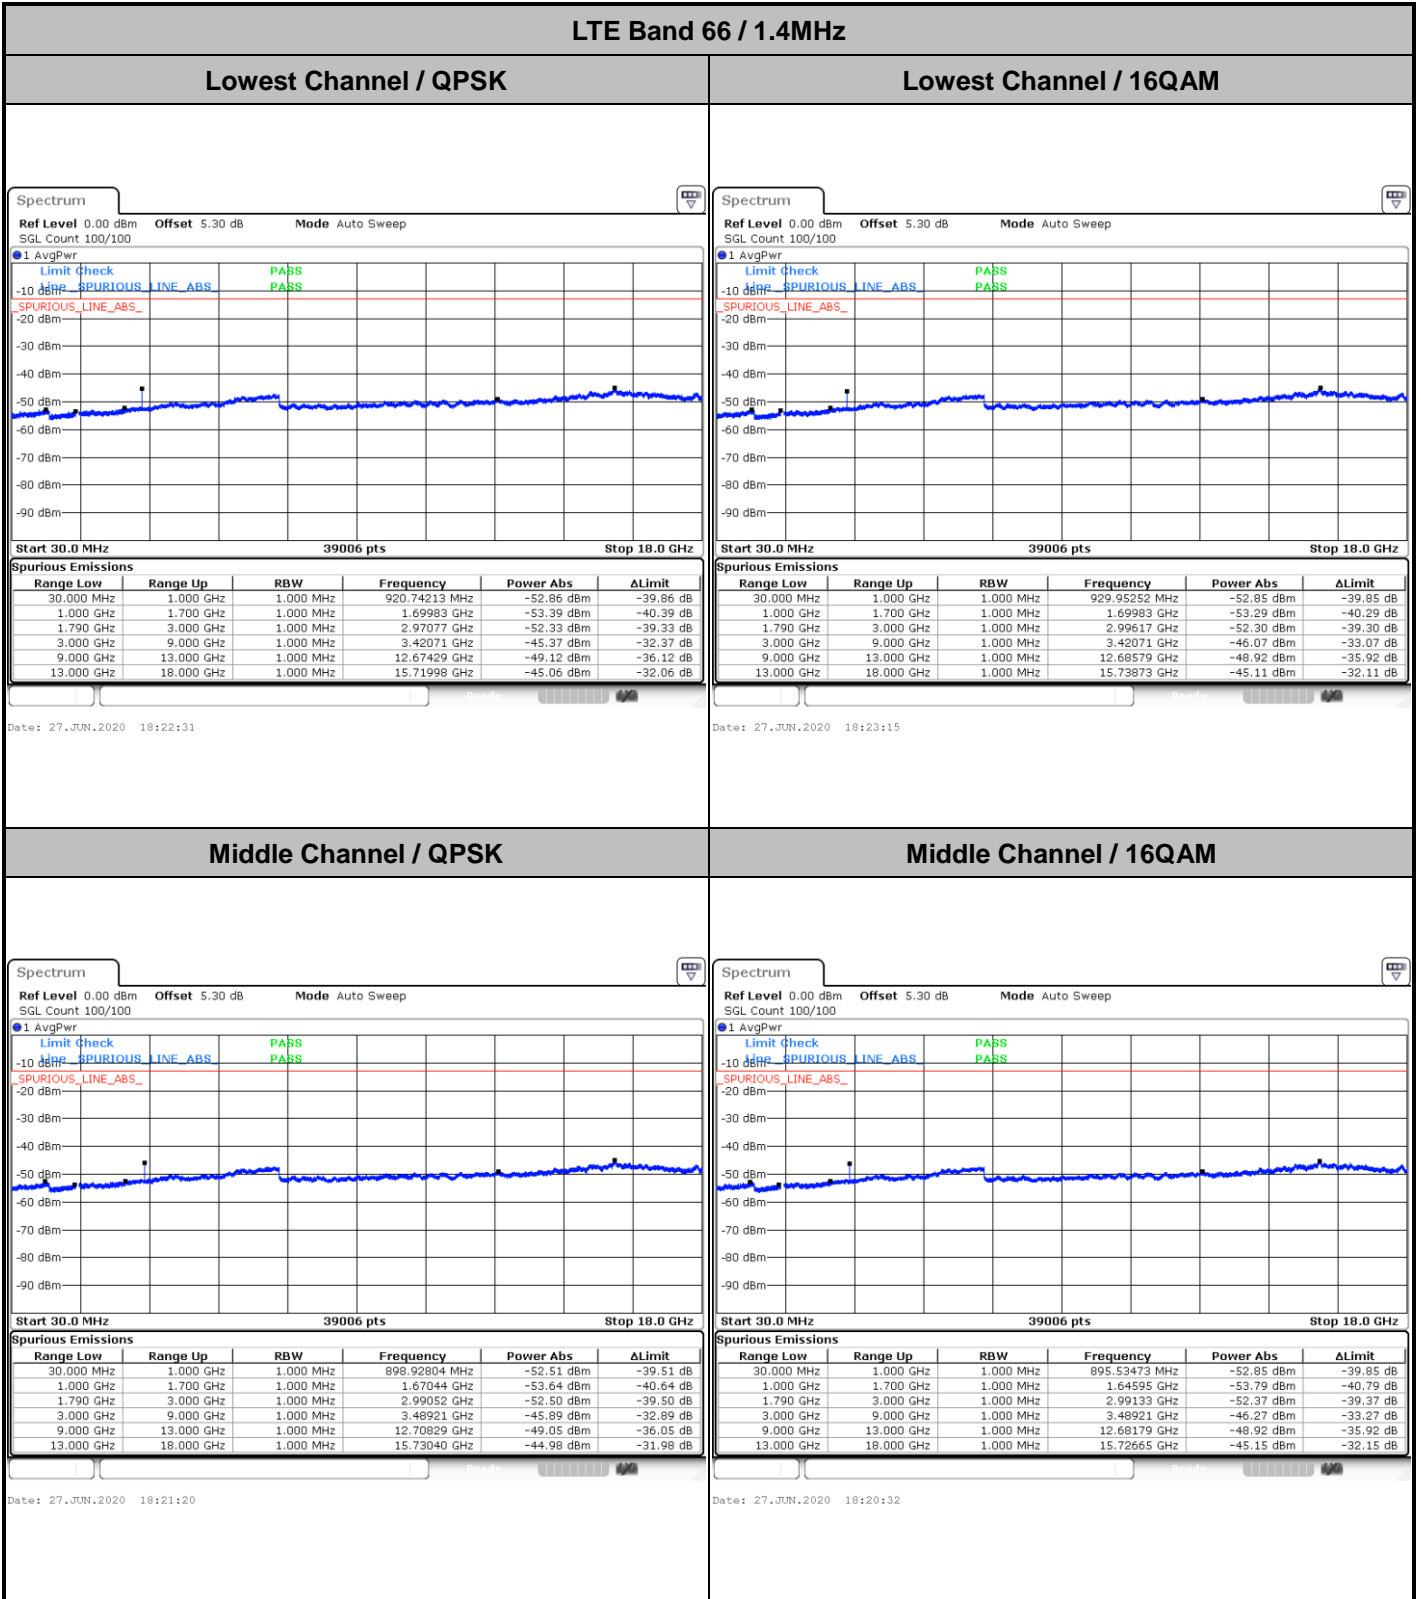 LTE Band 66 / 1.4MHz
Lowest Channel / QPSK
Lowest Channel / 16QAM
Spectrum
Ref Level 0.00 dBm Offset 5.30 dB Mode Auto Sweep
SGL Count 100/100
1 AvgPwr
Limit Check PASS
Line _SPURIOUS_LINE_ABS_ PASS
_SPURIOUS_LINE_ABS_
-10 dBm
-20 dBm
-30 dBm
-40 dBm
-50 dBm
-60 dBm
-70 dBm
-80 dBm
-90 dBm
Start 30.0 MHz 39006 pts Stop 18.0 GHz
Spurious Emissions
Range Low Range Up RBW Frequency Power Abs ΔLimit
30.000 MHz 1.000 GHz 1.000 MHz 920.74213 MHz -52.86 dBm -39.86 dB
1.000 GHz 1.700 GHz 1.000 MHz 1.69983 GHz -53.39 dBm -40.39 dB
1.790 GHz 3.000 GHz 1.000 MHz 2.97077 GHz -52.33 dBm -39.33 dB
3.000 GHz 9.000 GHz 1.000 MHz 3.42071 GHz -45.37 dBm -32.37 dB
9.000 GHz 13.000 GHz 1.000 MHz 12.67429 GHz -49.12 dBm -36.12 dB
13.000 GHz 18.000 GHz 1.000 MHz 15.71998 GHz -45.06 dBm -32.06 dB
Ready
Date: 27.JUN.2020 18:22:31
Spectrum
Ref Level 0.00 dBm Offset 5.30 dB Mode Auto Sweep
SGL Count 100/100
1 AvgPwr
Limit Check PASS
Line _SPURIOUS_LINE_ABS_ PASS
_SPURIOUS_LINE_ABS_
-10 dBm
-20 dBm
-30 dBm
-40 dBm
-50 dBm
-60 dBm
-70 dBm
-80 dBm
-90 dBm
Start 30.0 MHz 39006 pts Stop 18.0 GHz
Spurious Emissions
Range Low Range Up RBW Frequency Power Abs ΔLimit
30.000 MHz 1.000 GHz 1.000 MHz 929.95252 MHz -52.85 dBm -39.85 dB
1.000 GHz 1.700 GHz 1.000 MHz 1.69983 GHz -53.29 dBm -40.29 dB
1.790 GHz 3.000 GHz 1.000 MHz 2.99617 GHz -52.30 dBm -39.30 dB
3.000 GHz 9.000 GHz 1.000 MHz 3.42071 GHz -46.07 dBm -33.07 dB
9.000 GHz 13.000 GHz 1.000 MHz 12.68579 GHz -48.92 dBm -35.92 dB
13.000 GHz 18.000 GHz 1.000 MHz 15.73873 GHz -45.11 dBm -32.11 dB
Ready
Date: 27.JUN.2020 18:23:15
Middle Channel / QPSK
Middle Channel / 16QAM
Spectrum
Ref Level 0.00 dBm Offset 5.30 dB Mode Auto Sweep
SGL Count 100/100
1 AvgPwr
Limit Check PASS
Line _SPURIOUS_LINE_ABS_ PASS
_SPURIOUS_LINE_ABS_
-10 dBm
-20 dBm
-30 dBm
-40 dBm
-50 dBm
-60 dBm
-70 dBm
-80 dBm
-90 dBm
Start 30.0 MHz 39006 pts Stop 18.0 GHz
Spurious Emissions
Range Low Range Up RBW Frequency Power Abs ΔLimit
30.000 MHz 1.000 GHz 1.000 MHz 898.92804 MHz -52.51 dBm -39.51 dB
1.000 GHz 1.700 GHz 1.000 MHz 1.67044 GHz -53.64 dBm -40.64 dB
1.790 GHz 3.000 GHz 1.000 MHz 2.99052 GHz -52.50 dBm -39.50 dB
3.000 GHz 9.000 GHz 1.000 MHz 3.48921 GHz -45.89 dBm -32.89 dB
9.000 GHz 13.000 GHz 1.000 MHz 12.70829 GHz -49.05 dBm -36.05 dB
13.000 GHz 18.000 GHz 1.000 MHz 15.73040 GHz -44.98 dBm -31.98 dB
Ready
Date: 27.JUN.2020 18:21:20
Spectrum
Ref Level 0.00 dBm Offset 5.30 dB Mode Auto Sweep
SGL Count 100/100
1 AvgPwr
Limit Check PASS
Line _SPURIOUS_LINE_ABS_ PASS
_SPURIOUS_LINE_ABS_
-10 dBm
-20 dBm
-30 dBm
-40 dBm
-50 dBm
-60 dBm
-70 dBm
-80 dBm
-90 dBm
Start 30.0 MHz 39006 pts Stop 18.0 GHz
Spurious Emissions
Range Low Range Up RBW Frequency Power Abs ΔLimit
30.000 MHz 1.000 GHz 1.000 MHz 895.53473 MHz -52.85 dBm -39.85 dB
1.000 GHz 1.700 GHz 1.000 MHz 1.64595 GHz -53.79 dBm -40.79 dB
1.790 GHz 3.000 GHz 1.000 MHz 2.99133 GHz -52.37 dBm -39.37 dB
3.000 GHz 9.000 GHz 1.000 MHz 3.48921 GHz -46.27 dBm -33.27 dB
9.000 GHz 13.000 GHz 1.000 MHz 12.68179 GHz -48.92 dBm -35.92 dB
13.000 GHz 18.000 GHz 1.000 MHz 15.72665 GHz -45.15 dBm -32.15 dB
Ready
Date: 27.JUN.2020 18:20:32